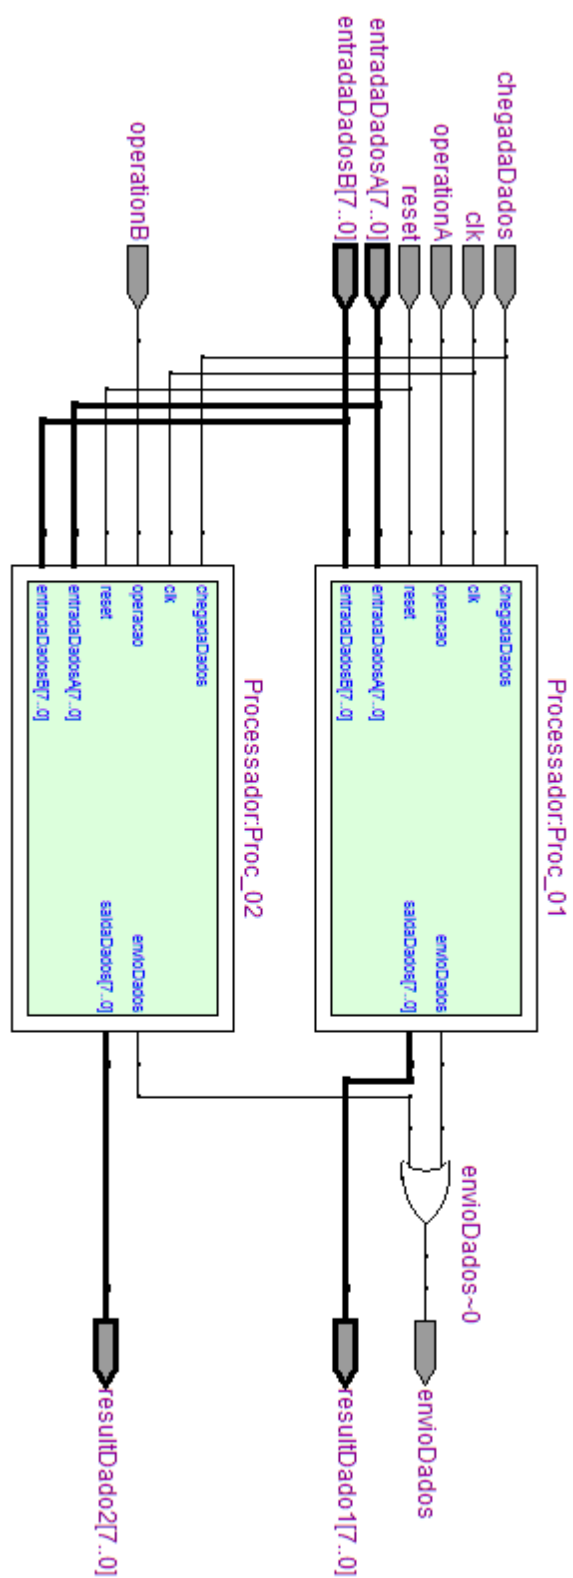 chegadaDados
clk
operationA
reset
entradaDadosA[7..0]
entradaDadosB[7..0]
operationB
Processador:Proc_01
chegadaDados
clk
operacao
reset
entradaDadosA[7..0]
entradaDadosB[7..0]
envioDados
saidaDados[7..0]
Processador:Proc_02
chegadaDados
clk
operacao
reset
entradaDadosA[7..0]
entradaDadosB[7..0]
envioDados
saidaDados[7..0]
envioDados~0
envioDados
resultDado1[7..0]
resultDado2[7..0]